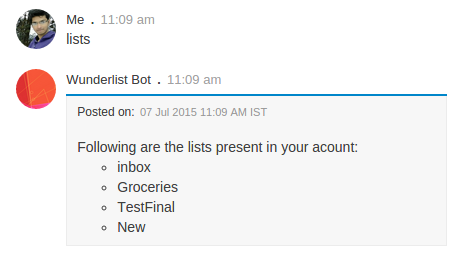 Me . 11:09 am
lists
Wunderlist Bot . 11:09 am
Posted on: 07 Jul 2015 11:09 AM IST
Following are the lists present in your acount:
inbox
Groceries
TestFinal
New